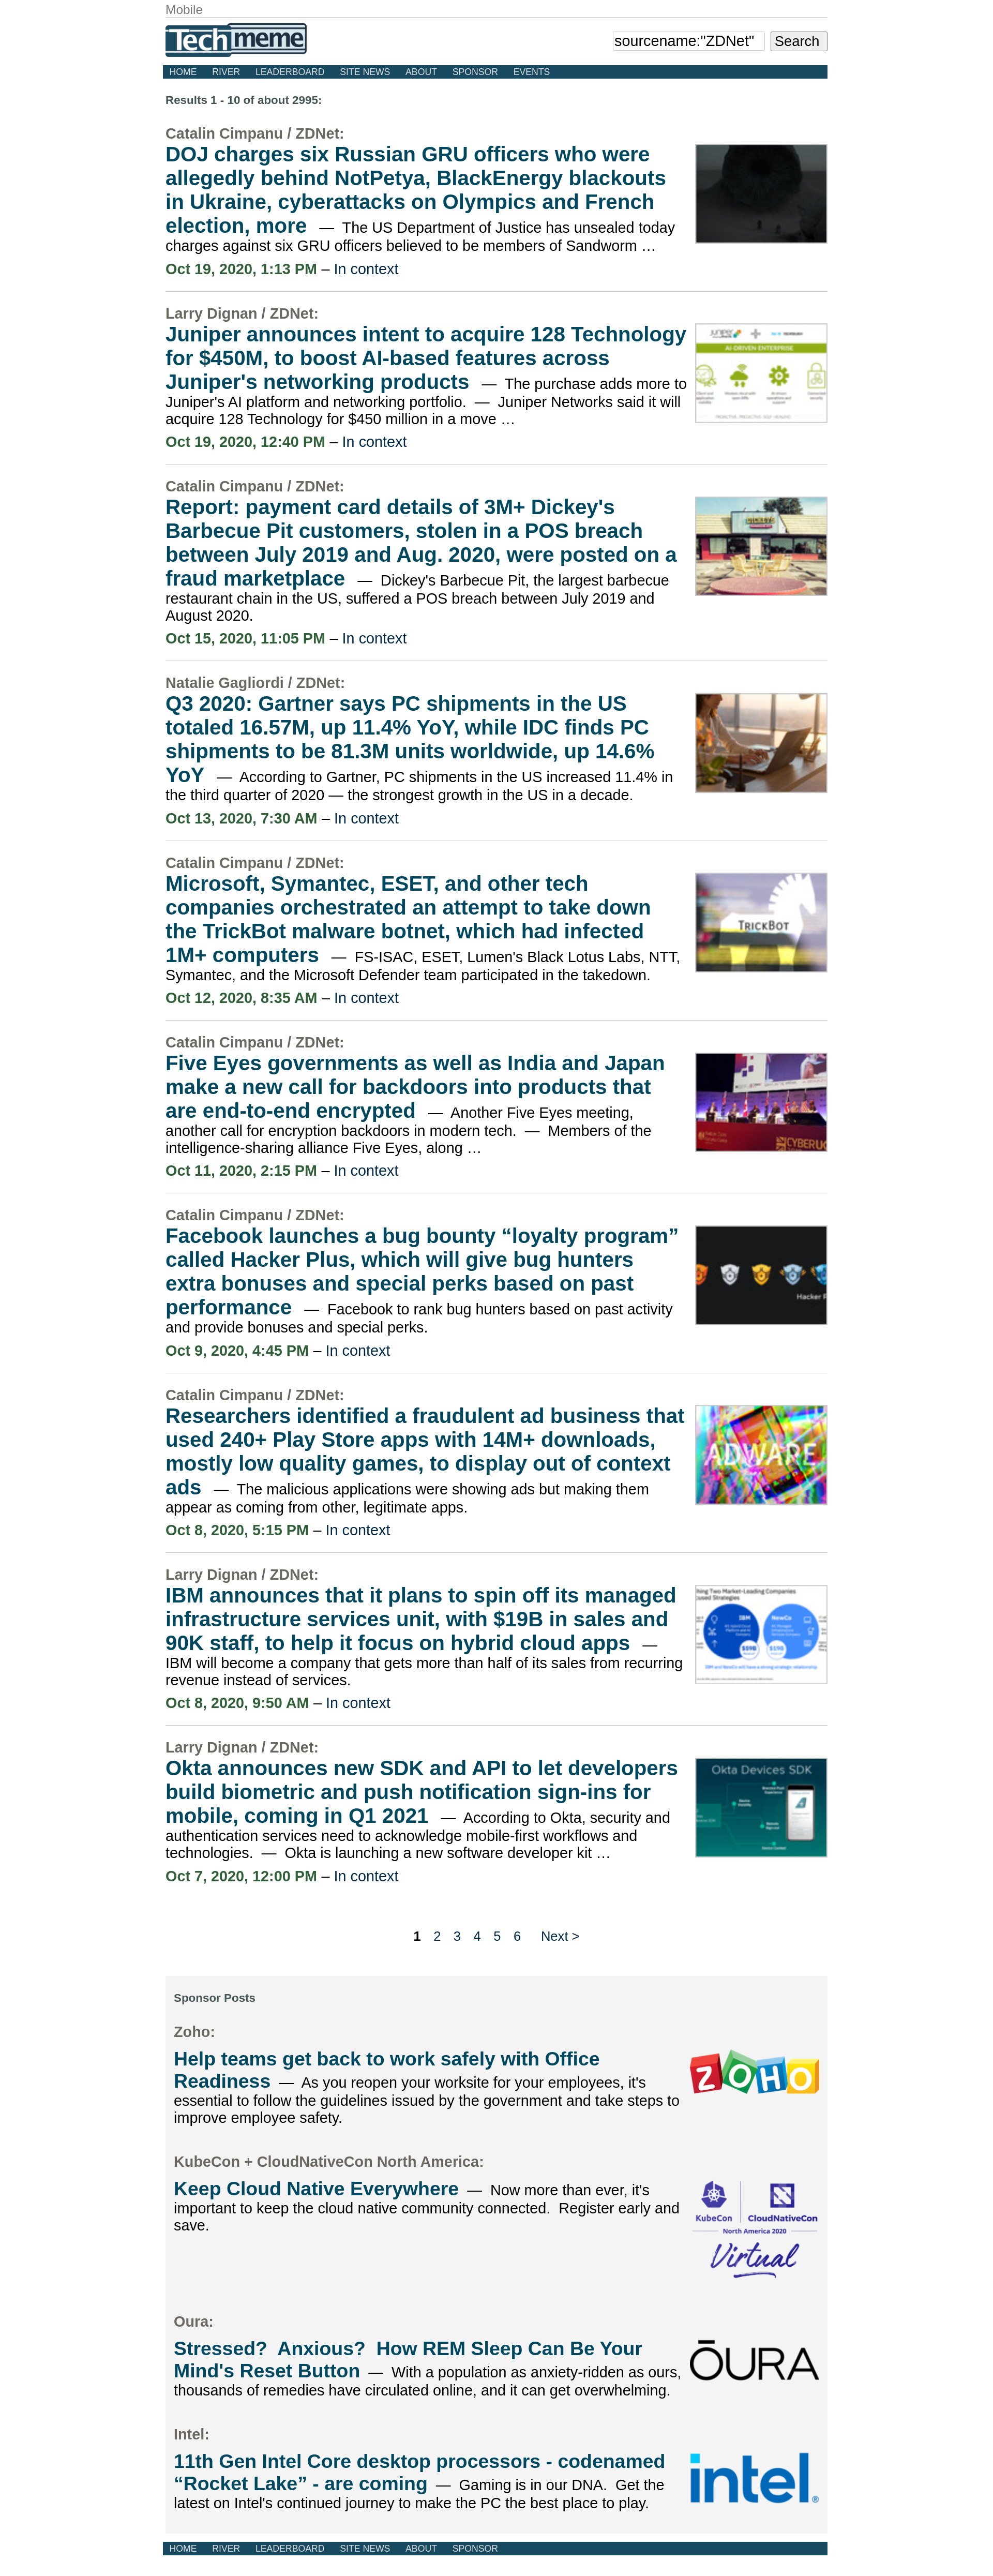 Mobile
Techmeme
sourcename:"ZDNet"
Search
HOME RIVER LEADERBOARD SITE NEWS ABOUT SPONSOR EVENTS
Results 1 - 10 of about 2995:
Catalin Cimpanu / ZDNet:
DOJ charges six Russian GRU officers who were
allegedly behind NotPetya, BlackEnergy blackouts
in Ukraine, cyberattacks on Olympics and French
election, more — The US Department of Justice has unsealed today
charges against six GRU officers believed to be members of Sandworm …
Oct 19, 2020, 1:13 PM – In context
Larry Dignan / ZDNet:
Juniper announces intent to acquire 128 Technology
for $450M, to boost AI-based features across
Juniper's networking products — The purchase adds more to
Juniper's AI platform and networking portfolio. — Juniper Networks said it will
acquire 128 Technology for $450 million in a move …
Oct 19, 2020, 12:40 PM – In context
AI-DRIVEN ENTERPRISE
Catalin Cimpanu / ZDNet:
Report: payment card details of 3M+ Dickey's
Barbecue Pit customers, stolen in a POS breach
between July 2019 and Aug. 2020, were posted on a
fraud marketplace — Dickey's Barbecue Pit, the largest barbecue
restaurant chain in the US, suffered a POS breach between July 2019 and
August 2020.
Oct 15, 2020, 11:05 PM – In context
Natalie Gagliordi / ZDNet:
Q3 2020: Gartner says PC shipments in the US
totaled 16.57M, up 11.4% YoY, while IDC finds PC
shipments to be 81.3M units worldwide, up 14.6%
YoY — According to Gartner, PC shipments in the US increased 11.4% in
the third quarter of 2020 — the strongest growth in the US in a decade.
Oct 13, 2020, 7:30 AM – In context
Catalin Cimpanu / ZDNet:
Microsoft, Symantec, ESET, and other tech
companies orchestrated an attempt to take down
the TrickBot malware botnet, which had infected
1M+ computers — FS-ISAC, ESET, Lumen's Black Lotus Labs, NTT,
Symantec, and the Microsoft Defender team participated in the takedown.
Oct 12, 2020, 8:35 AM – In context
TRICKBOT
Catalin Cimpanu / ZDNet:
Five Eyes governments as well as India and Japan
make a new call for backdoors into products that
are end-to-end encrypted — Another Five Eyes meeting,
another call for encryption backdoors in modern tech. — Members of the
intelligence-sharing alliance Five Eyes, along …
Oct 11, 2020, 2:15 PM – In context
CYBERUK
Catalin Cimpanu / ZDNet:
Facebook launches a bug bounty “loyalty program”
called Hacker Plus, which will give bug hunters
extra bonuses and special perks based on past
performance — Facebook to rank bug hunters based on past activity
and provide bonuses and special perks.
Oct 9, 2020, 4:45 PM – In context
Hacker P
Catalin Cimpanu / ZDNet:
Researchers identified a fraudulent ad business that
used 240+ Play Store apps with 14M+ downloads,
mostly low quality games, to display out of context
ads — The malicious applications were showing ads but making them
appear as coming from other, legitimate apps.
Oct 8, 2020, 5:15 PM – In context
ADWARE
Larry Dignan / ZDNet:
IBM announces that it plans to spin off its managed
infrastructure services unit, with $19B in sales and
90K staff, to help it focus on hybrid cloud apps —
IBM will become a company that gets more than half of its sales from recurring
revenue instead of services.
Oct 8, 2020, 9:50 AM – In context
IBM NewCo
$59B $19B
Larry Dignan / ZDNet:
Okta announces new SDK and API to let developers
build biometric and push notification sign-ins for
mobile, coming in Q1 2021 — According to Okta, security and
authentication services need to acknowledge mobile-first workflows and
technologies. — Okta is launching a new software developer kit …
Oct 7, 2020, 12:00 PM – In context
Okta Devices SDK
1 2 3 4 5 6 Next >
Sponsor Posts
Zoho:
Help teams get back to work safely with Office
Readiness — As you reopen your worksite for your employees, it's
essential to follow the guidelines issued by the government and take steps to
improve employee safety.
ZOHO
KubeCon + CloudNativeCon North America:
Keep Cloud Native Everywhere — Now more than ever, it's
important to keep the cloud native community connected. Register early and
save.
KubeCon CloudNativeCon
North America 2020
Virtual
Oura:
Stressed? Anxious? How REM Sleep Can Be Your
Mind's Reset Button — With a population as anxiety-ridden as ours,
thousands of remedies have circulated online, and it can get overwhelming.
ŌURA
Intel:
11th Gen Intel Core desktop processors - codenamed
“Rocket Lake” - are coming — Gaming is in our DNA. Get the
latest on Intel's continued journey to make the PC the best place to play.
intel®
HOME RIVER LEADERBOARD SITE NEWS ABOUT SPONSOR